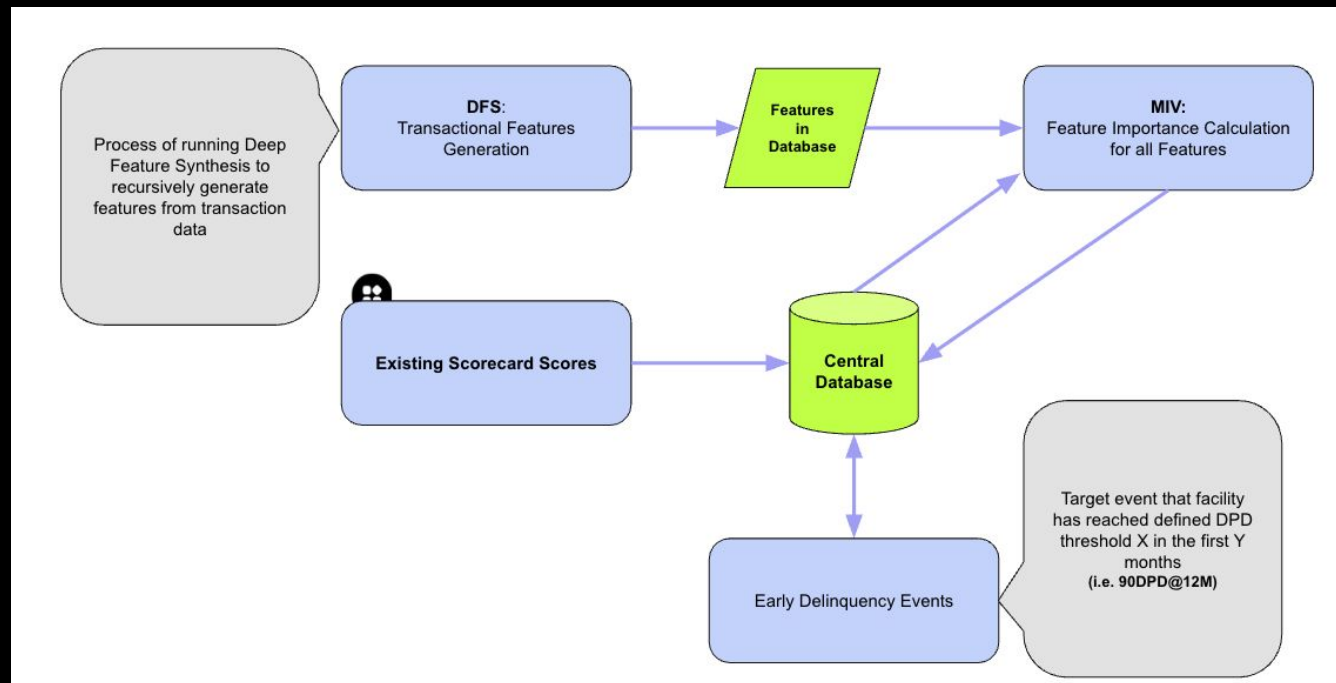 Process of running Deep
Feature Synthesis to
recursively generate
features from transaction
data
DFS:
Transactional Features
Generation
Features
in
Database
MIV:
Feature Importance Calculation
for all Features
Existing Scorecard Scores
Central
Database
Early Delinquency Events
Target event that facility
has reached defined DPD
threshold X in the first Y
months
(i.e. 90DPD@12M)